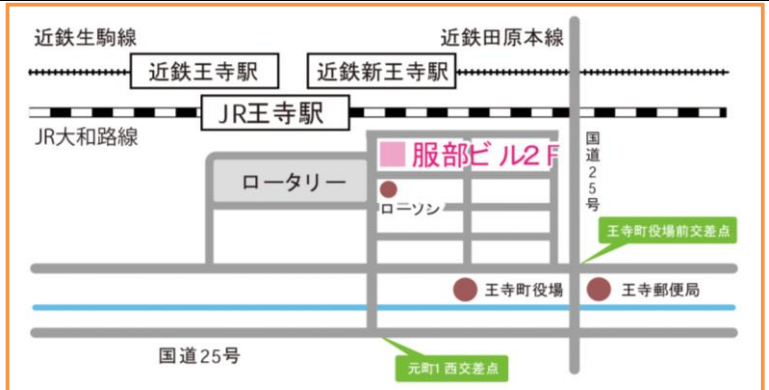 近鉄生駒線
近鉄田原本線
近鉄王寺駅
近鉄新王寺駅
JR王寺駅
JR大和路線
服部ビル2F
国道25号
ロータリー
ローソン
王寺町役場前交差点
王寺町役場
王寺郵便局
国道25号
元町1西交差点